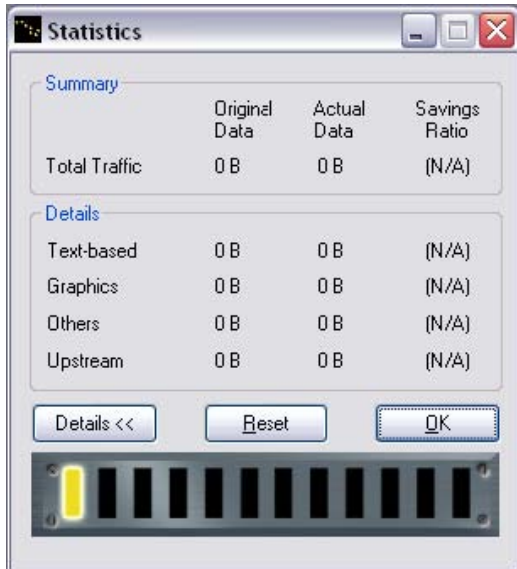 Statistics
Summary
Original Data Actual Data Savings Ratio
Total Traffic 0 B 0 B (N/A)
Details
Text-based 0 B 0 B (N/A)
Graphics 0 B 0 B (N/A)
Others 0 B 0 B (N/A)
Upstream 0 B 0 B (N/A)
Details << Reset OK